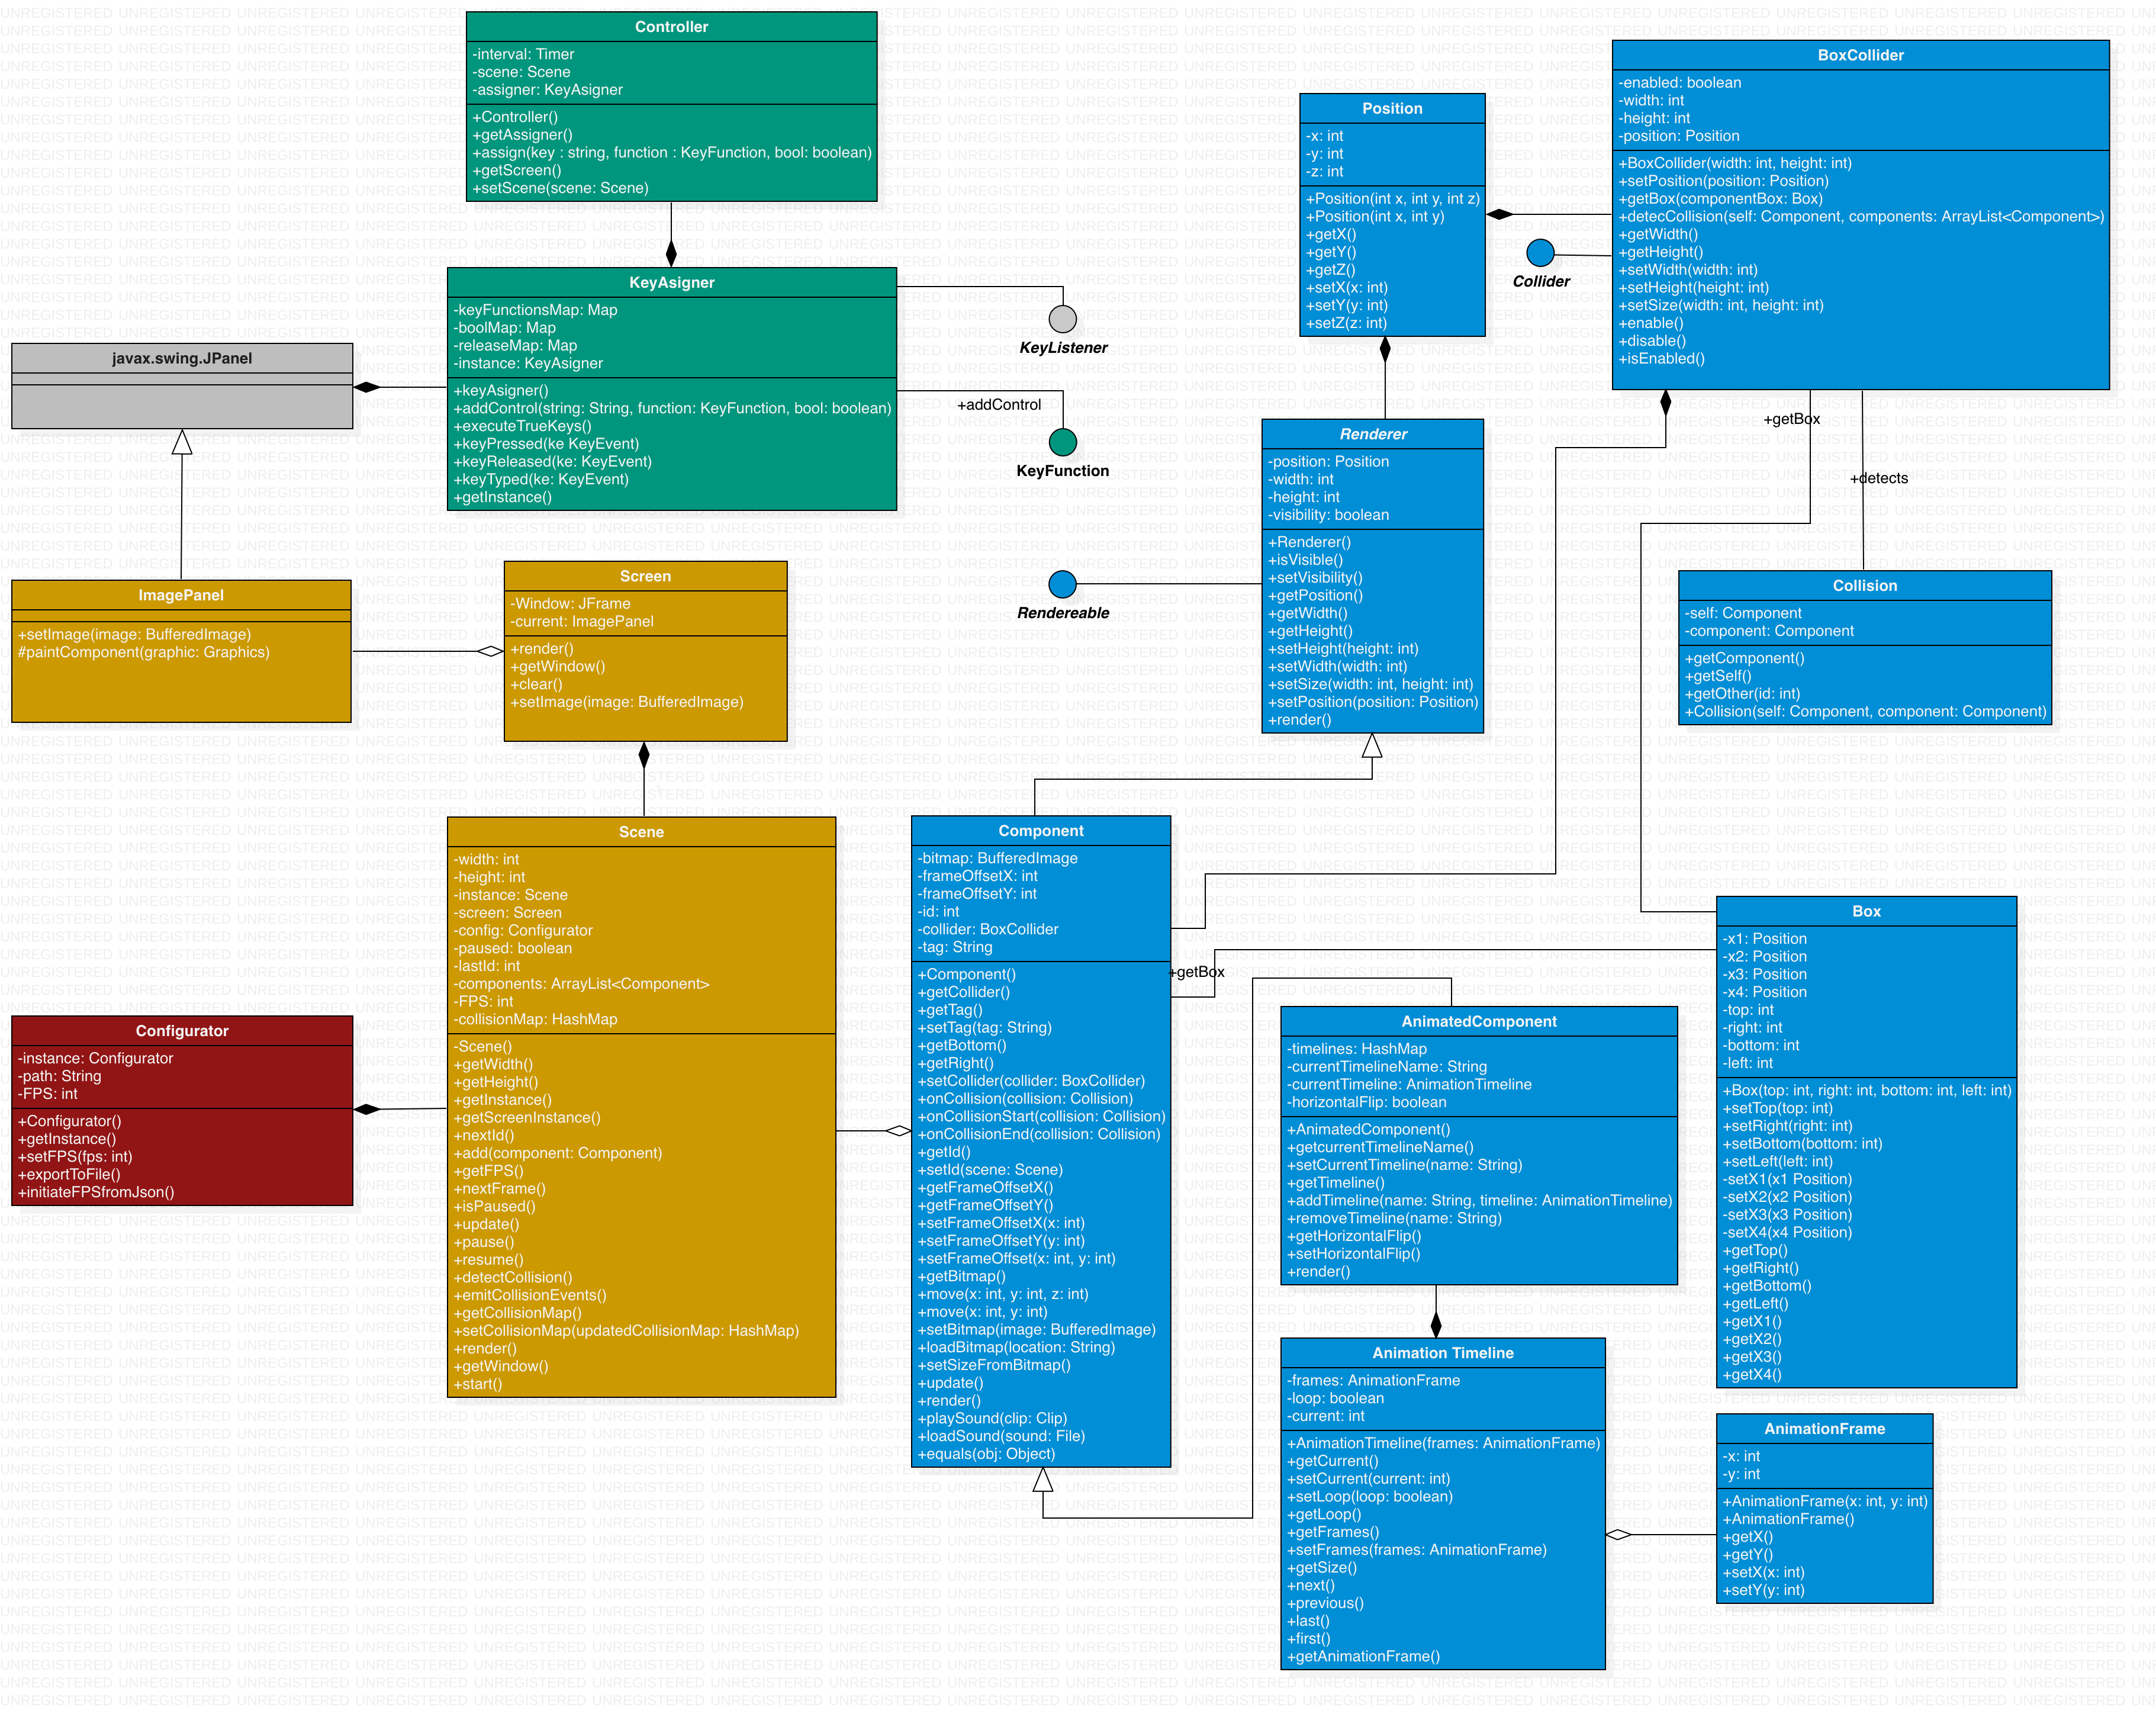 Controller
-interval: Timer
-scene: Scene
-assigner: KeyAsigner
+Controller()
+getAssigner()
+assign(key : string, function : KeyFunction, bool: boolean)
+getScreen()
+setScene(scene: Scene)
KeyAsigner
-keyFunctionsMap: Map
-boolMap: Map
-releaseMap: Map
-instance: KeyAsigner
+keyAsigner()
+addControl(string: String, function: KeyFunction, bool: boolean)
+executeTrueKeys()
+keyPressed(ke KeyEvent)
+keyReleased(ke: KeyEvent)
+keyTyped(ke: KeyEvent)
+getInstance()
KeyListener
+addControl
KeyFunction
javax.swing.JPanel
ImagePanel
+setImage(image: BufferedImage)
#paintComponent(graphic: Graphics)
Screen
-Window: JFrame
-current: ImagePanel
+render()
+getWindow()
+clear()
+setImage(image: BufferedImage)
Scene
-width: int
-height: int
-instance: Scene
-screen: Screen
-config: Configurator
-paused: boolean
-lastId: int
-components: ArrayList<Component>
-FPS: int
-collisionMap: HashMap
-Scene()
+getWidth()
+getHeight()
+getInstance()
+getScreenInstance()
+nextId()
+add(component: Component)
+getFPS()
+nextFrame()
+isPaused()
+update()
+pause()
+resume()
+detectCollision()
+emitCollisionEvents()
+getCollisionMap()
+setCollisionMap(updatedCollisionMap: HashMap)
+render()
+getWindow()
+start()
Configurator
-instance: Configurator
-path: String
-FPS: int
+Configurator()
+getInstance()
+setFPS(fps: int)
+exportToFile()
+initiateFPSfromJson()
Position
-x: int
-y: int
-z: int
+Position(int x, int y, int z)
+Position(int x, int y)
+getX()
+getY()
+getZ()
+setX(x: int)
+setY(y: int)
+setZ(z: int)
Collider
BoxCollider
-enabled: boolean
-width: int
-height: int
-position: Position
+BoxCollider(width: int, height: int)
+setPosition(position: Position)
+getBox(componentBox: Box)
+detecCollision(self: Component, components: ArrayList<Component>)
+getWidth()
+getHeight()
+setWidth(width: int)
+setHeight(height: int)
+setSize(width: int, height: int)
+enable()
+disable()
+isEnabled()
+getBox
+detects
Renderer
-position: Position
-width: int
-height: int
-visibility: boolean
+Renderer()
+isVisible()
+setVisibility()
+getPosition()
+getWidth()
+getHeight()
+setHeight(height: int)
+setWidth(width: int)
+setSize(width: int, height: int)
+setPosition(position: Position)
+render()
Rendereable
Collision
-self: Component
-component: Component
+getComponent()
+getSelf()
+getOther(id: int)
+Collision(self: Component, component: Component)
Component
-bitmap: BufferedImage
-frameOffsetX: int
-frameOffsetY: int
-id: int
-collider: BoxCollider
-tag: String
+Component()
+getCollider()
+getTag()
+setTag(tag: String)
+getBottom()
+getRight()
+setCollider(collider: BoxCollider)
+onCollision(collision: Collision)
+onCollisionStart(collision: Collision)
+onCollisionEnd(collision: Collision)
+getId()
+setId(scene: Scene)
+getFrameOffsetX()
+getFrameOffsetY()
+setFrameOffsetX(x: int)
+setFrameOffsetY(y: int)
+setFrameOffset(x: int, y: int)
+getBitmap()
+move(x: int, y: int, z: int)
+move(x: int, y: int)
+setBitmap(image: BufferedImage)
+loadBitmap(location: String)
+setSizeFromBitmap()
+update()
+render()
+playSound(clip: Clip)
+loadSound(sound: File)
+equals(obj: Object)
+getBox
AnimatedComponent
-timelines: HashMap
-currentTimelineName: String
-currentTimeline: AnimationTimeline
-horizontalFlip: boolean
+AnimatedComponent()
+getcurrentTimelineName()
+setCurrentTimeline(name: String)
+getTimeline()
+addTimeline(name: String, timeline: AnimationTimeline)
+removeTimeline(name: String)
+getHorizontalFlip()
+setHorizontalFlip()
+render()
Box
-x1: Position
-x2: Position
-x3: Position
-x4: Position
-top: int
-right: int
-bottom: int
-left: int
+Box(top: int, right: int, bottom: int, left: int)
+setTop(top: int)
+setRight(right: int)
+setBottom(bottom: int)
+setLeft(left: int)
-setX1(x1 Position)
-setX2(x2 Position)
-setX3(x3 Position)
-setX4(x4 Position)
+getTop()
+getRight()
+getBottom()
+getLeft()
+getX1()
+getX2()
+getX3()
+getX4()
Animation Timeline
-frames: AnimationFrame
-loop: boolean
-current: int
+AnimationTimeline(frames: AnimationFrame)
+getCurrent()
+setCurrent(current: int)
+setLoop(loop: boolean)
+getLoop()
+getFrames()
+setFrames(frames: AnimationFrame)
+getSize()
+next()
+previous()
+last()
+first()
+getAnimationFrame()
AnimationFrame
-x: int
-y: int
+AnimationFrame(x: int, y: int)
+AnimationFrame()
+getX()
+getY()
+setX(x: int)
+setY(y: int)